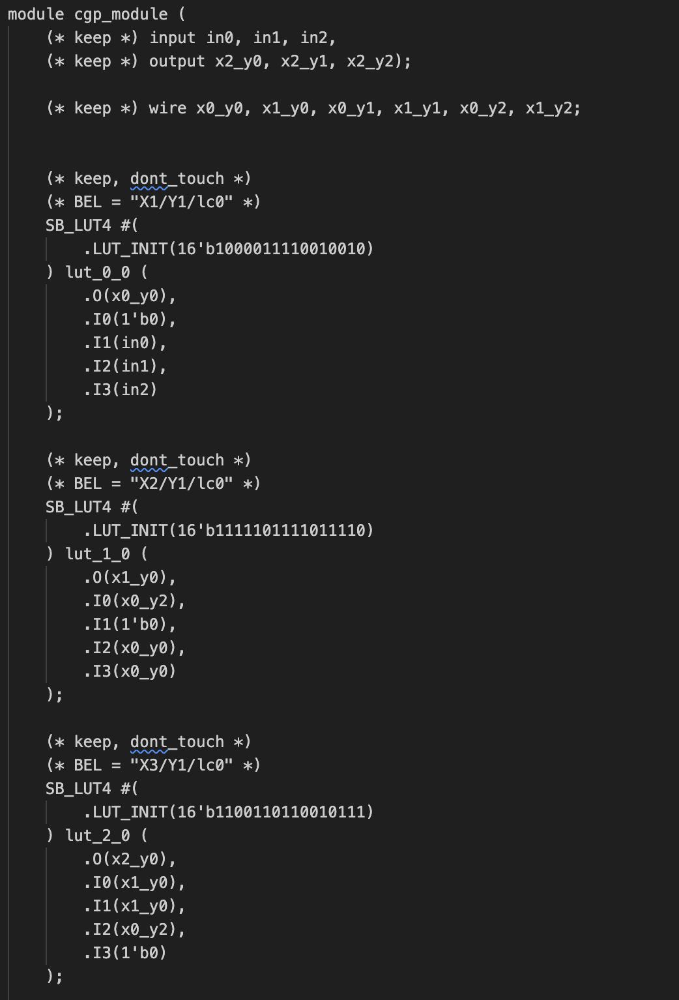 module cgp_module (
(* keep *) input in0, in1, in2,
(* keep *) output x2_y0, x2_y1, x2_y2);
(* keep *) wire x0_y0, x1_y0, x0_y1, x1_y1, x0_y2, x1_y2;
(* keep, dont_touch *)
(* BEL = "X1/Y1/lc0" *)
SB_LUT4 #(
.LUT_INIT(16'b1000011110010010)
) lut_0_0 (
.O(x0_y0),
.I0(1'b0),
.I1(in0),
.I2(in1),
.I3(in2)
);
(* keep, dont_touch *)
(* BEL = "X2/Y1/lc0" *)
SB_LUT4 #(
.LUT_INIT(16'b1111101111011110)
) lut_1_0 (
.O(x1_y0),
.I0(x0_y2),
.I1(1'b0),
.I2(x0_y0),
.I3(x0_y0)
);
(* keep, dont_touch *)
(* BEL = "X3/Y1/lc0" *)
SB_LUT4 #(
.LUT_INIT(16'b1100110110010111)
) lut_2_0 (
.O(x2_y0),
.I0(x1_y0),
.I1(x1_y0),
.I2(x0_y2),
.I3(1'b0)
);